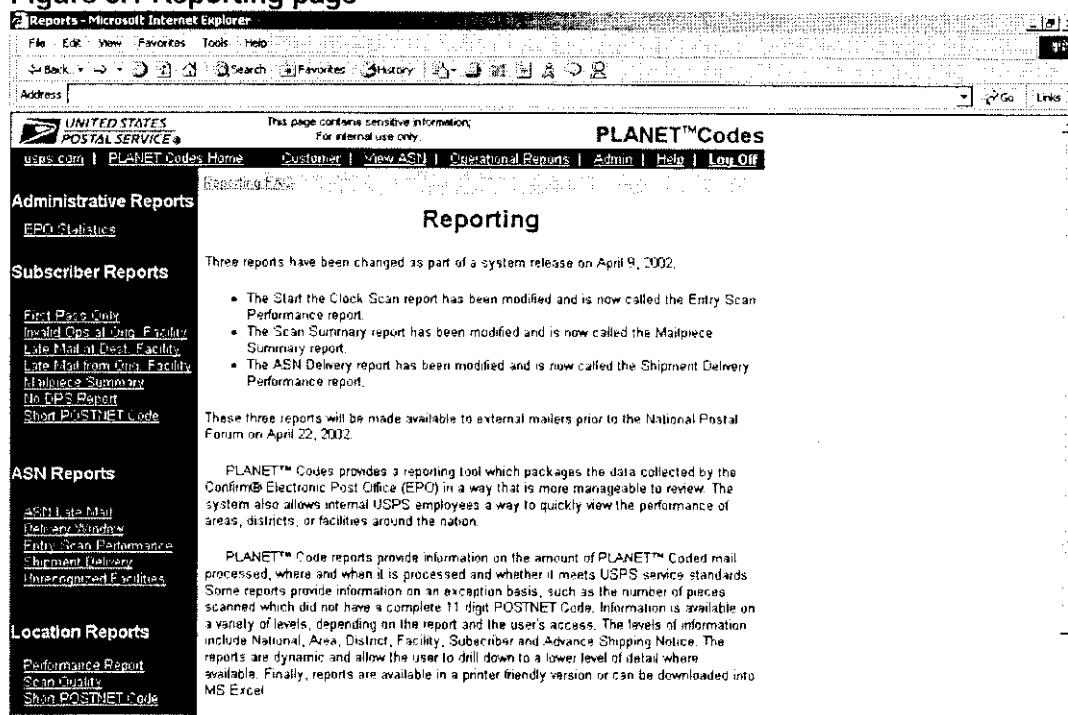 Figure 3.1 Reporting page
Reports - Microsoft Internet Explorer
File Edit View Favorites Tools Help
Back Search Favorites History
Address Go Links
UNITED STATES
POSTAL SERVICE
This page contains sensitive information;
For internal use only.
PLANET™Codes
usps.com | PLANET Codes Home Customer | View ASN | Operational Reports | Admin | Help | Log Off
Reporting FAQ
Administrative Reports
EPO Statistics
Subscriber Reports
First Pass Only
Invalid Ops at Orig. Facility
Late Mail at Dest. Facility
Late Mail from Orig. Facility
Mailpiece Summary
No DPS Report
Short POSTNET Code
ASN Reports
ASN Late Mail
Delivery Window
Entry Scan Performance
Shipment Delivery
Unrecognized Facilities
Location Reports
Performance Report
Scan Quality
Short POSTNET Code
Reporting
Three reports have been changed as part of a system release on April 9, 2002.
• The Start the Clock Scan report has been modified and is now called the Entry Scan
Performance report.
• The Scan Summary report has been modified and is now called the Mailpiece
Summary report.
• The ASN Delivery report has been modified and is now called the Shipment Delivery
Performance report.
These three reports will be made available to external mailers prior to the National Postal
Forum on April 22, 2002.
PLANET™ Codes provides a reporting tool which packages the data collected by the
Confirm® Electronic Post Office (EPO) in a way that is more manageable to review. The
system also allows internal USPS employees a way to quickly view the performance of
areas, districts, or facilities around the nation.
PLANET™ Code reports provide information on the amount of PLANET™ Coded mail
processed, where and when it is processed and whether it meets USPS service standards.
Some reports provide information on an exception basis, such as the number of pieces
scanned which did not have a complete 11 digit POSTNET Code. Information is available on
a variety of levels, depending on the report and the user's access. The levels of information
include National, Area, District, Facility, Subscriber and Advance Shipping Notice. The
reports are dynamic and allow the user to drill down to a lower level of detail where
available. Finally, reports are available in a printer friendly version or can be downloaded into
MS Excel